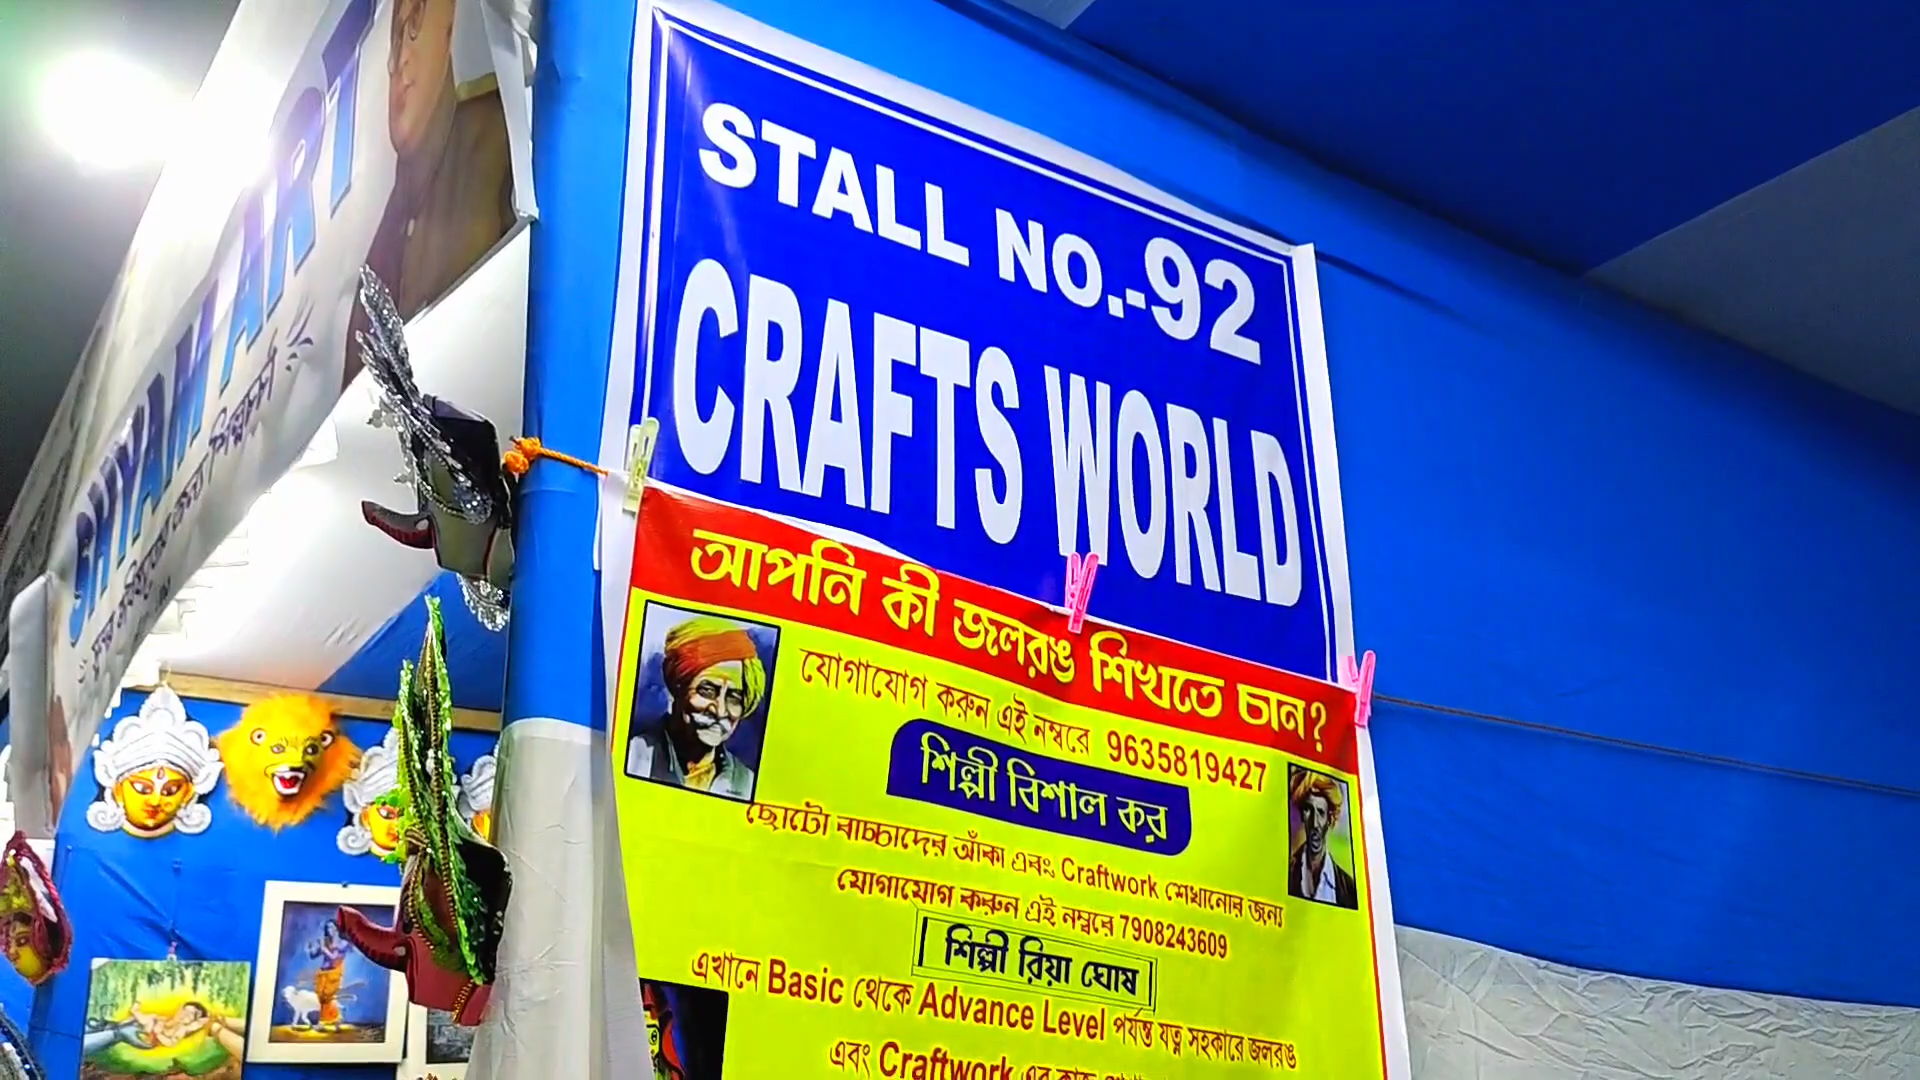 SHYAM ART
STALL NO.-92
CRAFTS WORLD
আপনি কী জলরঙ শিখতে চান?
যোগাযোগ করুন এই নম্বরে 9635819427
শিল্পী বিশাল কর
ছোটো বাচ্চাদের আঁকা এবং Craftwork শেখানোর জন্য
যোগাযোগ করুন এই নম্বরে 7908243609
শিল্পী রিয়া ঘোষ
এখানে Basic থেকে Advance Level পর্যন্ত যত্ন সহকারে জলরঙ
এবং Craftwork এর কাজ